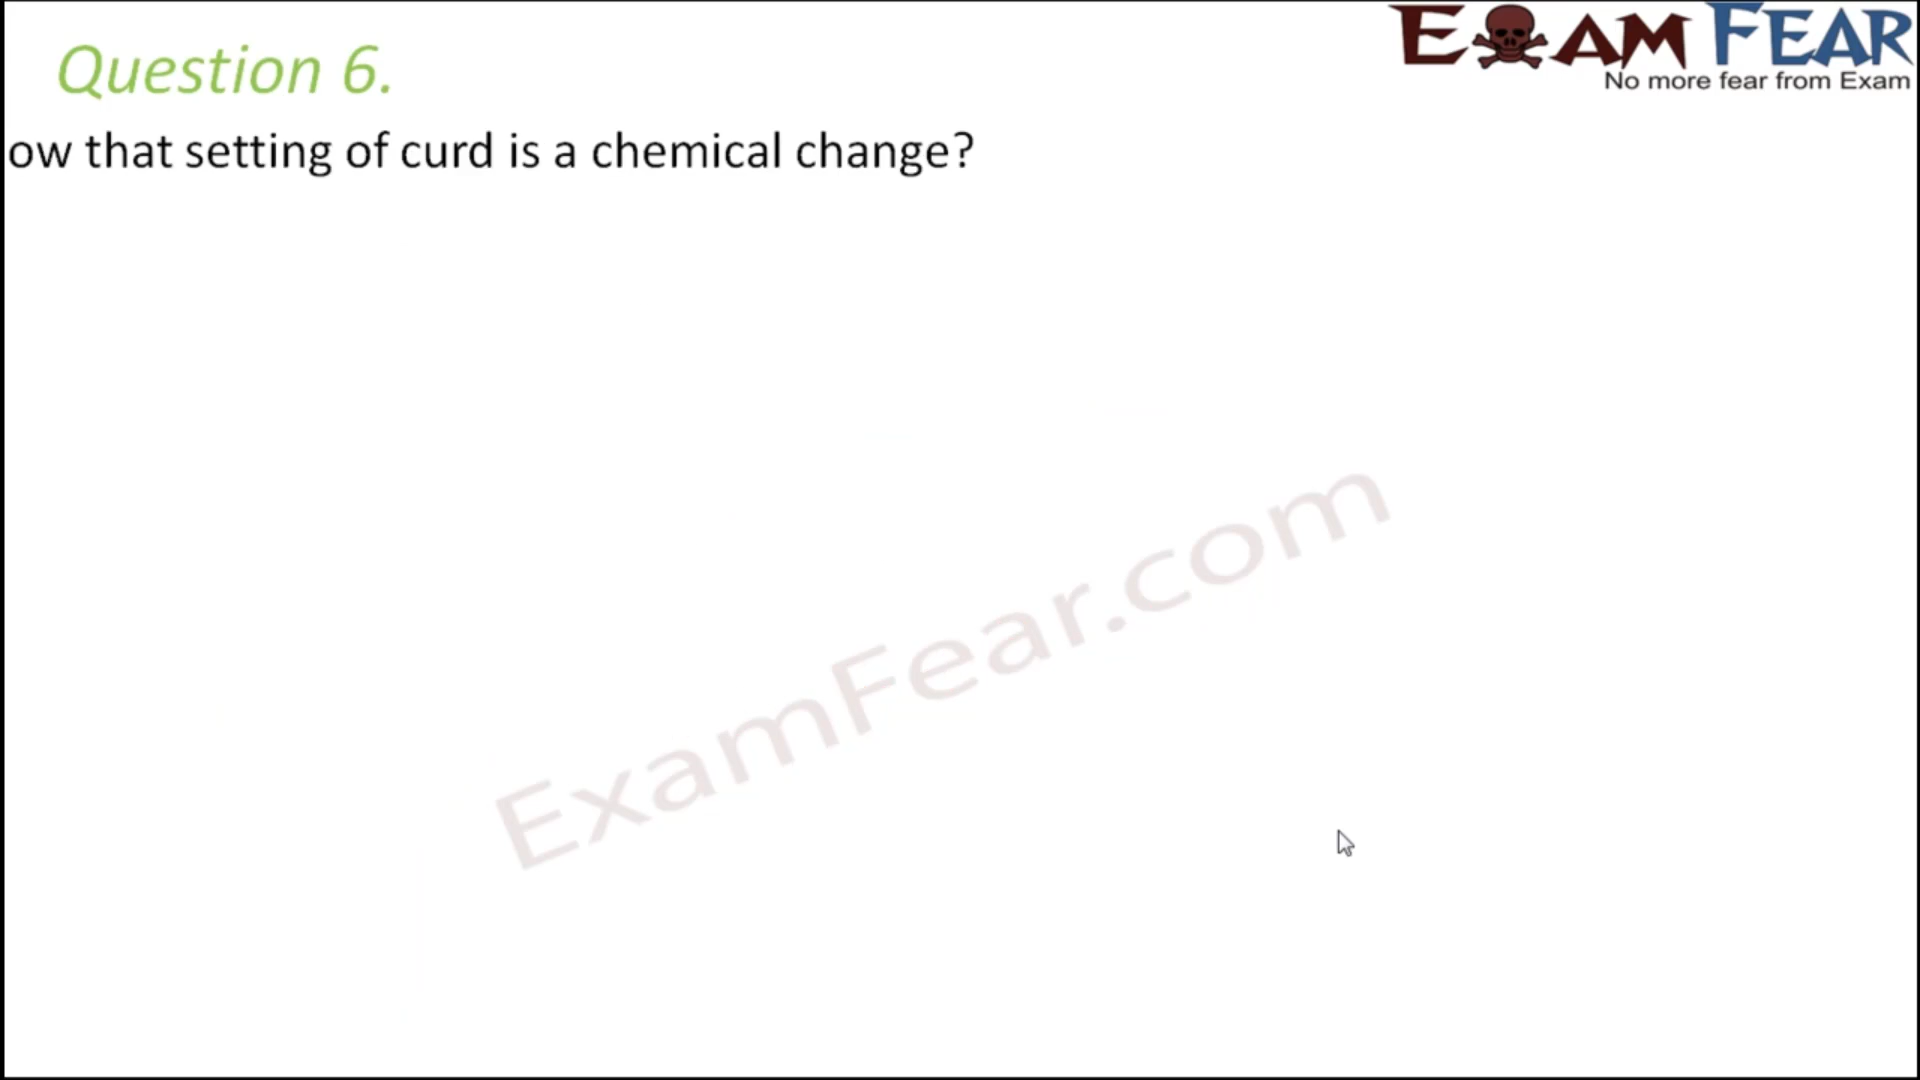 EXAM FEAR
No more fear from Exam
Question 6.
ow that setting of curd is a chemical change?
ExamFear.com